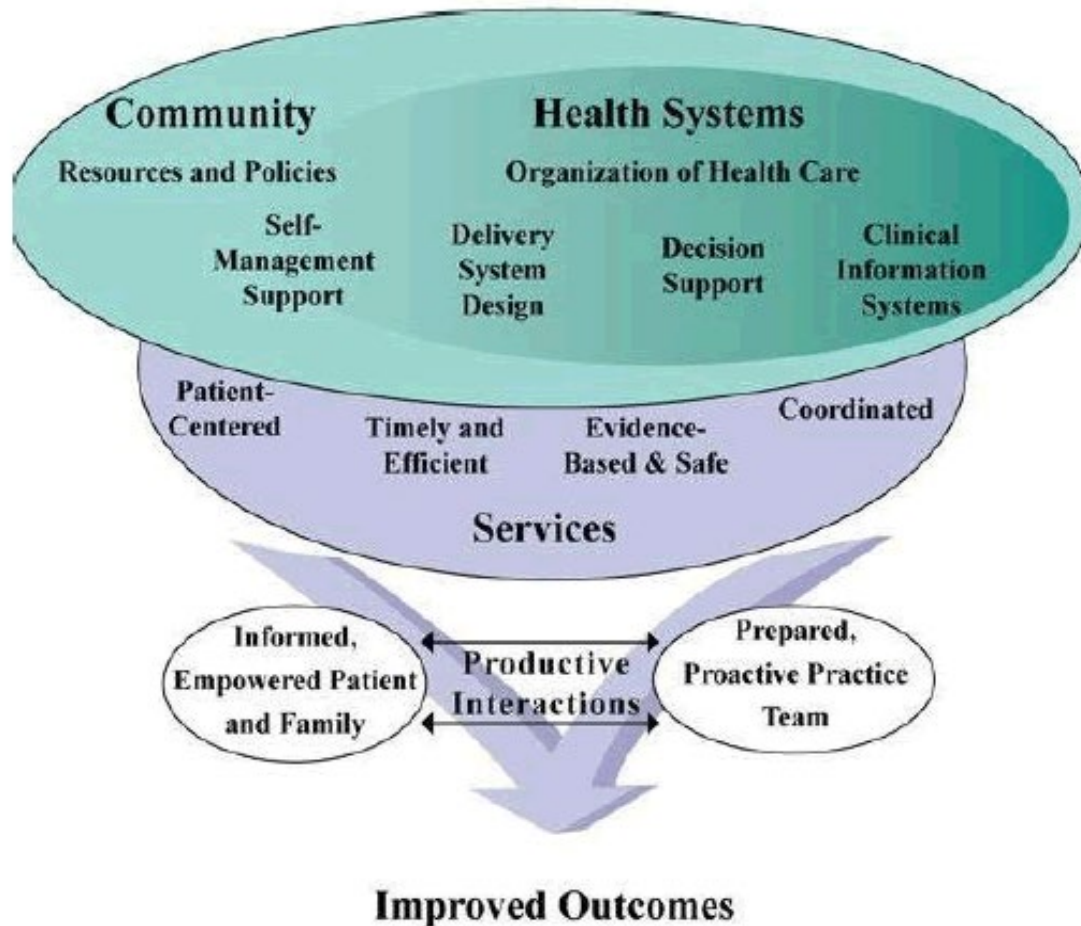 Community
Health Systems
Resources and Policies
Organization of Health Care
Self-
Management
Support
Delivery
System
Design
Decision
Support
Clinical
Information
Systems
Patient-
Centered
Timely and
Efficient
Evidence-
Based & Safe
Coordinated
Services
Informed,
Empowered Patient
and Family
Productive
Interactions
Prepared,
Proactive Practice
Team
Improved Outcomes